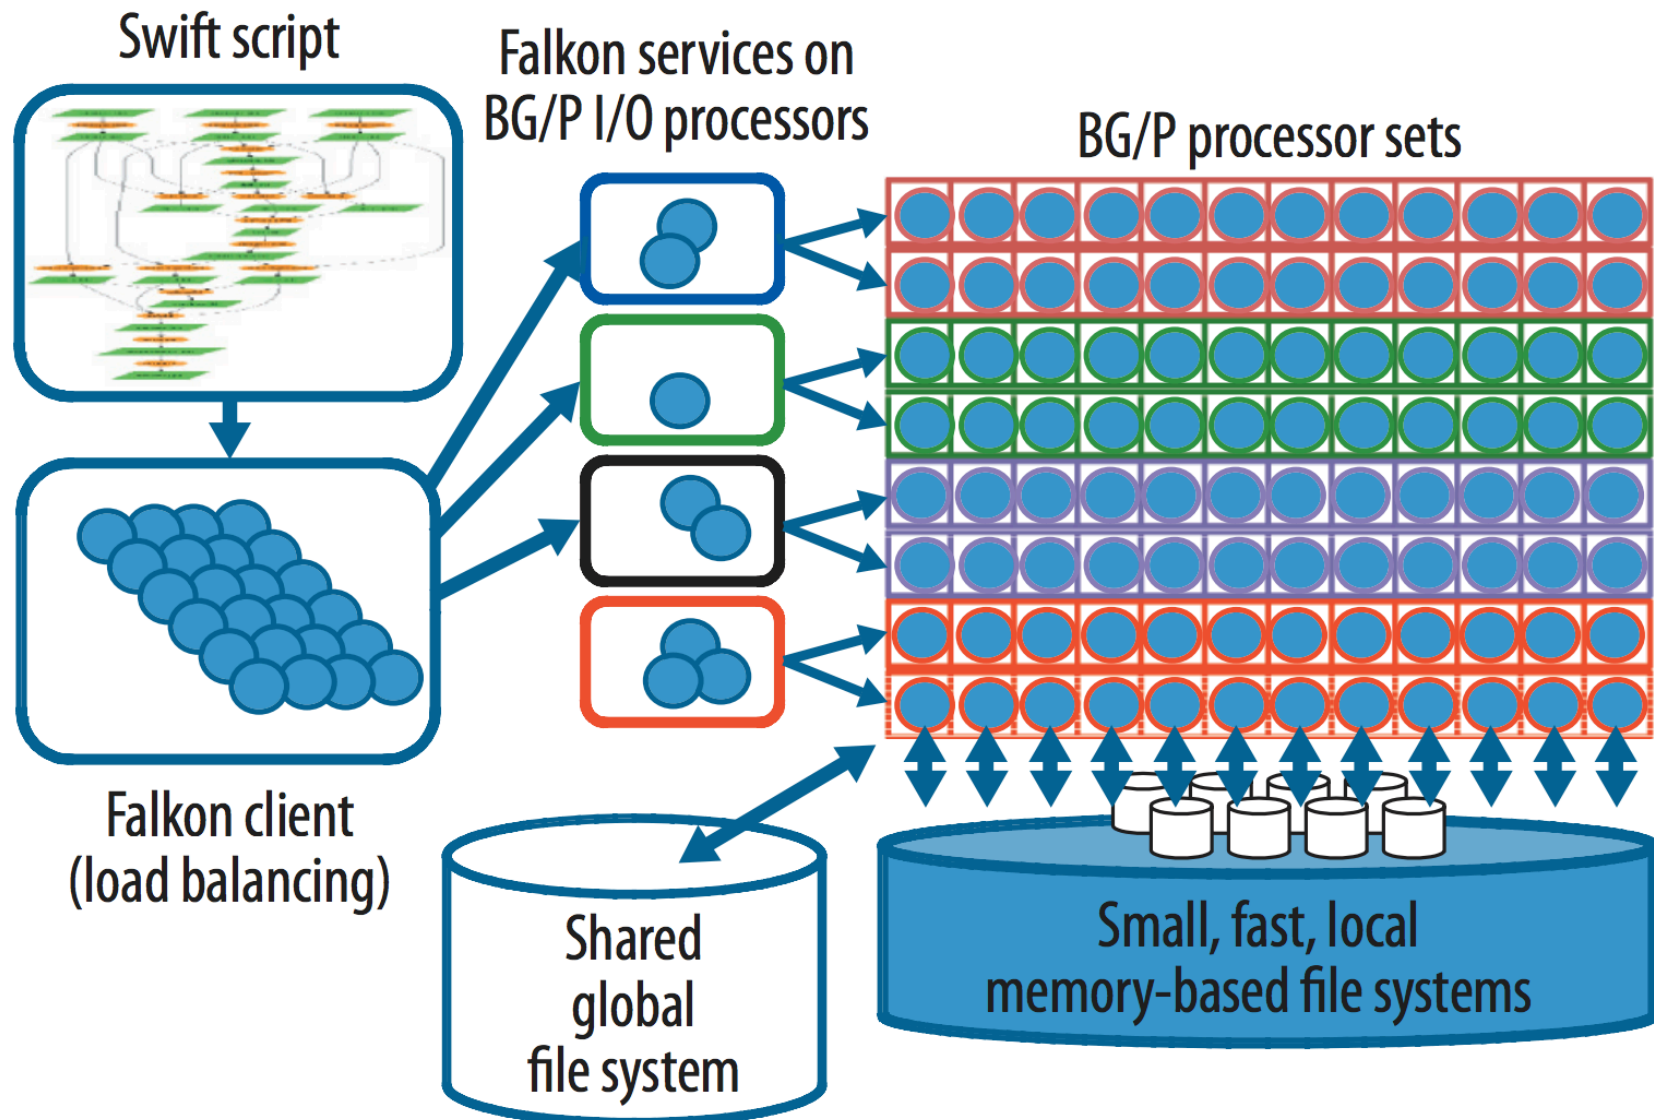 Swift script
Falkon services on
BG/P I/O processors
BG/P processor sets
Falkon client
(load balancing)
Shared
global
file system
Small, fast, local
memory-based file systems